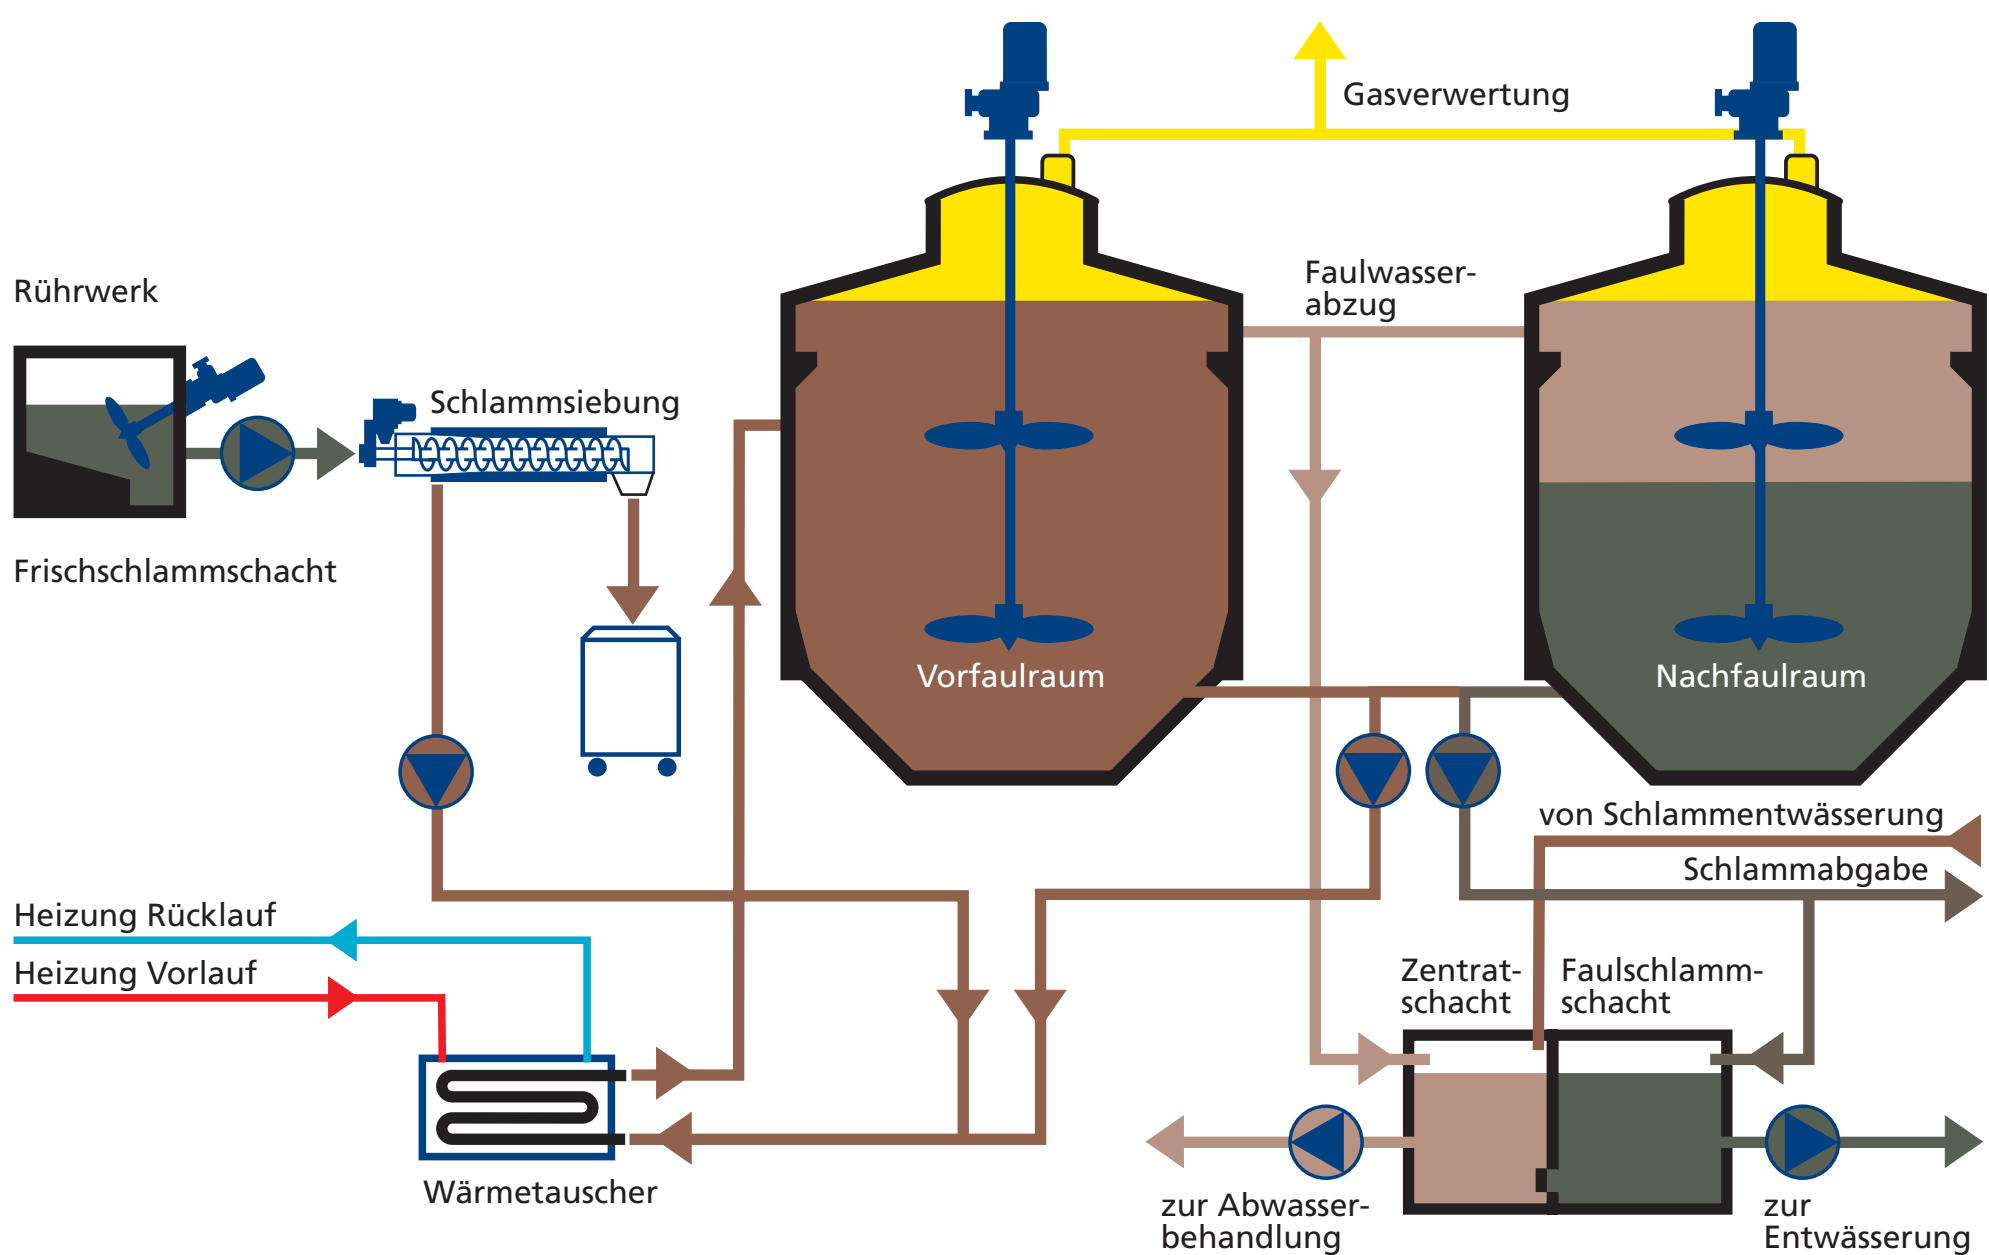 Gasverwertung
Faulwasser-
abzug
Rührwerk
Schlammsiebung
Frischschlammschacht
Vorfaulraum
Nachfaulraum
von Schlammentwässerung
Schlammabgabe
Heizung Rücklauf
Heizung Vorlauf
Zentrat-
schacht
Faulschlamm-
schacht
Wärmetauscher
zur Abwasser-
behandlung
zur
Entwässerung